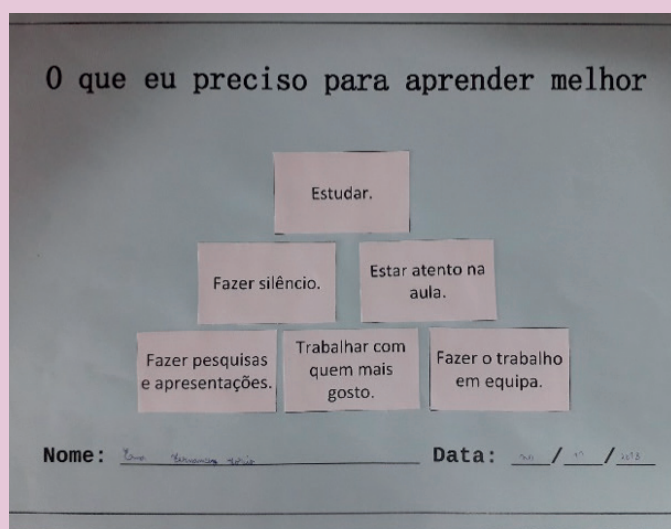 O que eu preciso para aprender melhor
Estudar.
Fazer silêncio.
Estar atento na
aula.
Fazer pesquisas
e apresentações.
Trabalhar com
quem mais
gosto.
Fazer o trabalho
em equipa.
Nome:
Data: / /